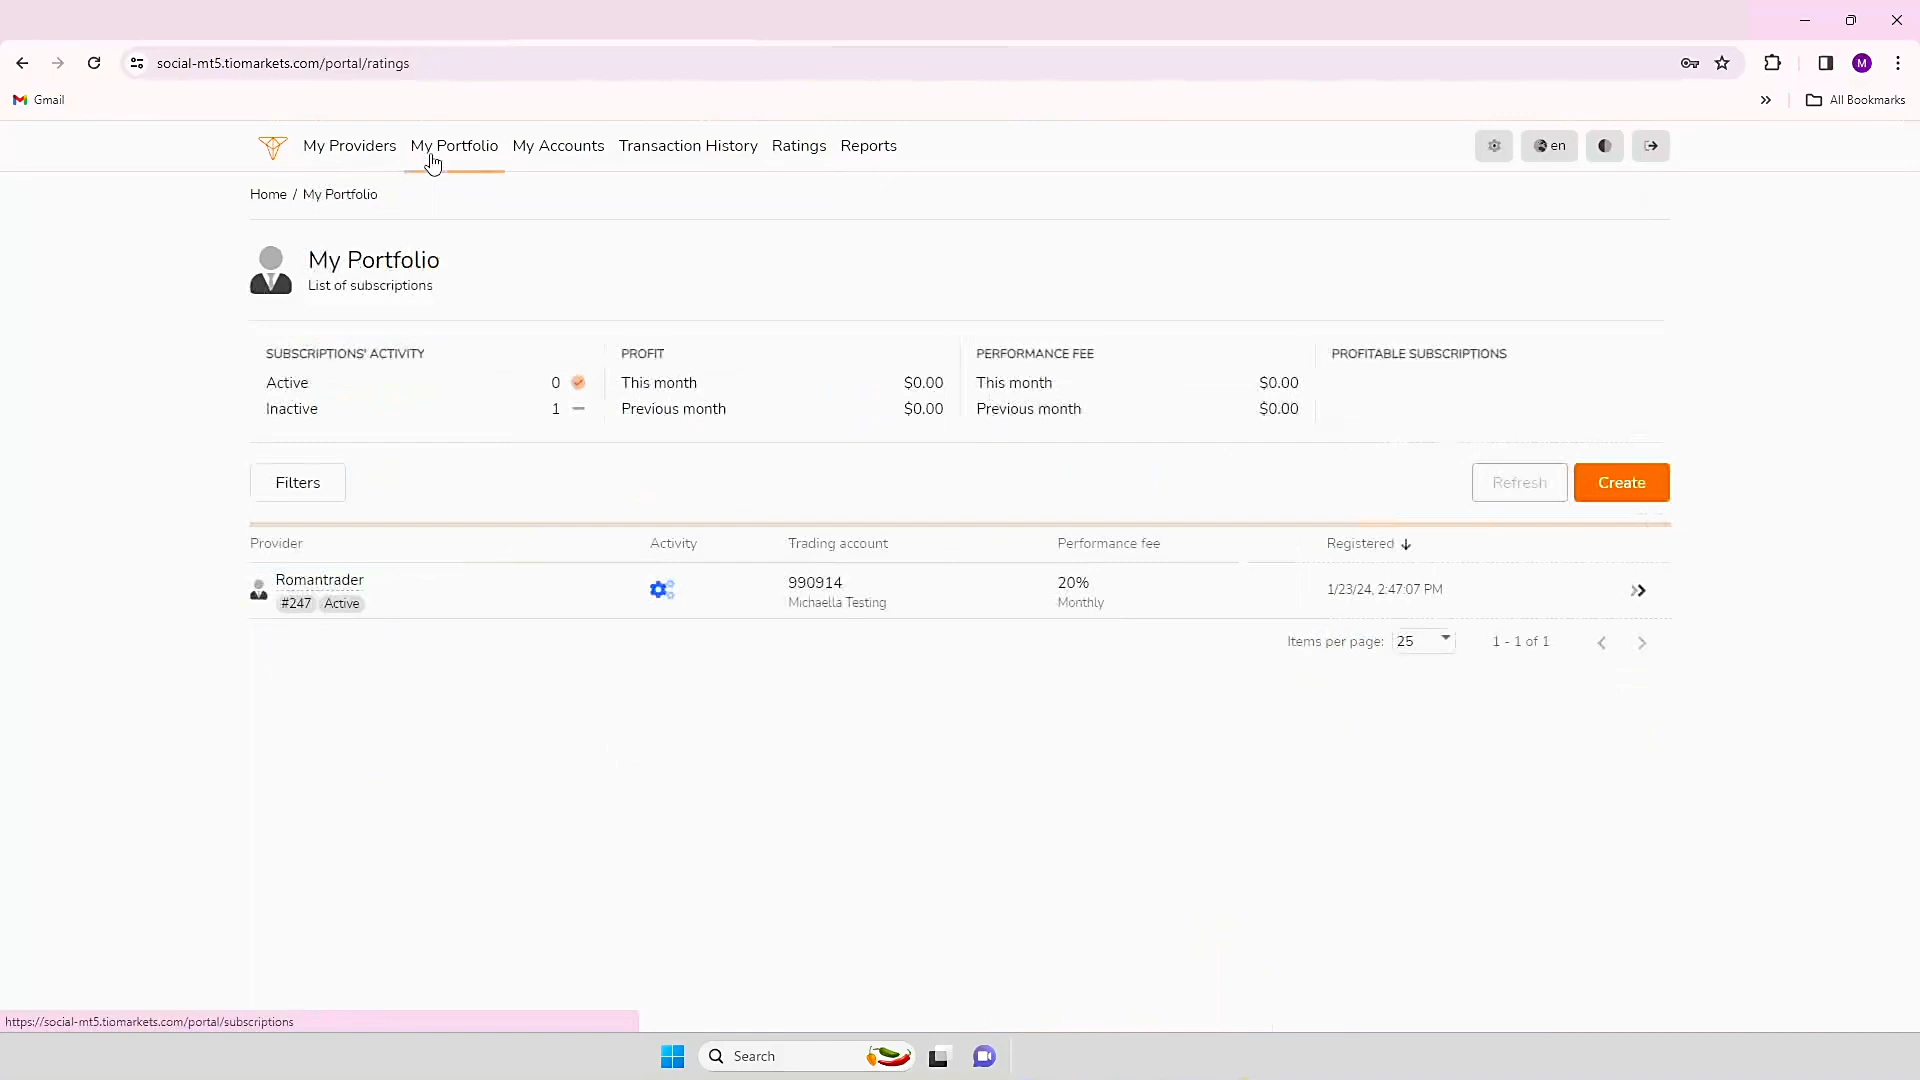 social-mt5.tiomarkets.com/portal/ratings
M
Gmail
All Bookmarks
My Providers My Portfolio My Accounts Transaction History Ratings Reports
en
Home / My Portfolio
My Portfolio
List of subscriptions
SUBSCRIPTIONS' ACTIVITY
Active 0
Inactive 1
PROFIT
This month $0.00
Previous month $0.00
PERFORMANCE FEE
This month $0.00
Previous month $0.00
PROFITABLE SUBSCRIPTIONS
Filters
Refresh
Create
Provider Activity Trading account Performance fee Registered
Romantrader
#247 Active
990914
Michaella Testing
20%
Monthly
1/23/24, 2:47:07 PM
Items per page: 25 1 - 1 of 1
https://social-mt5.tiomarkets.com/portal/subscriptions
Search